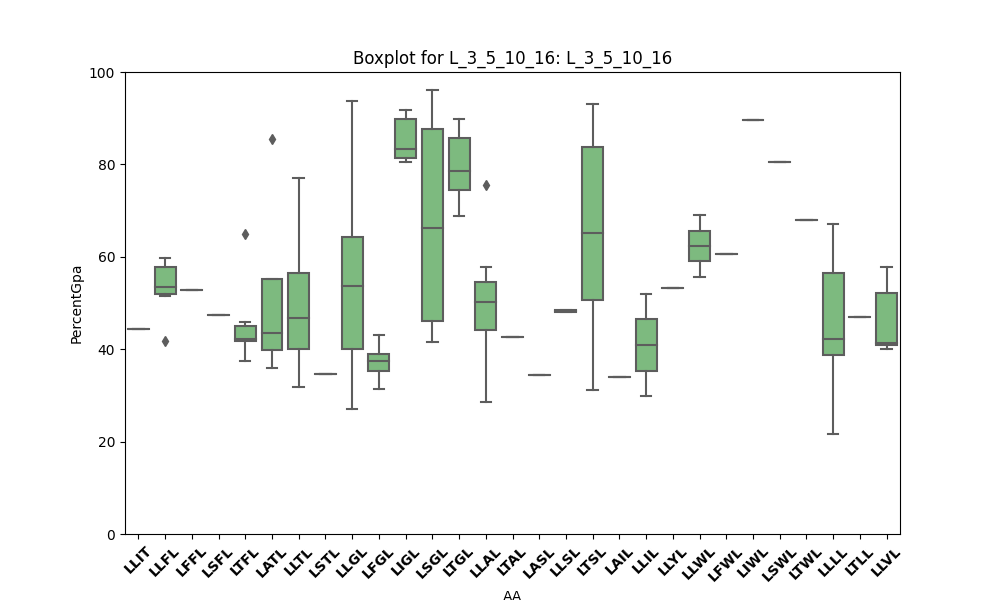 Boxplot for L_3_5_10_16: L_3_5_10_16
100
80
60
40
20
0
PercentGpa
LLIT LLFL LFFL LSFL LTFL LATL LLTL LSTL LLGL LFGL LIGL LSGL LTGL LLAL LTAL LASL LLSL LTSL LAIL LLIL LLYL LLWL LFWL LIWL LSWL LTWL LLLL LTLL LLVL
AA